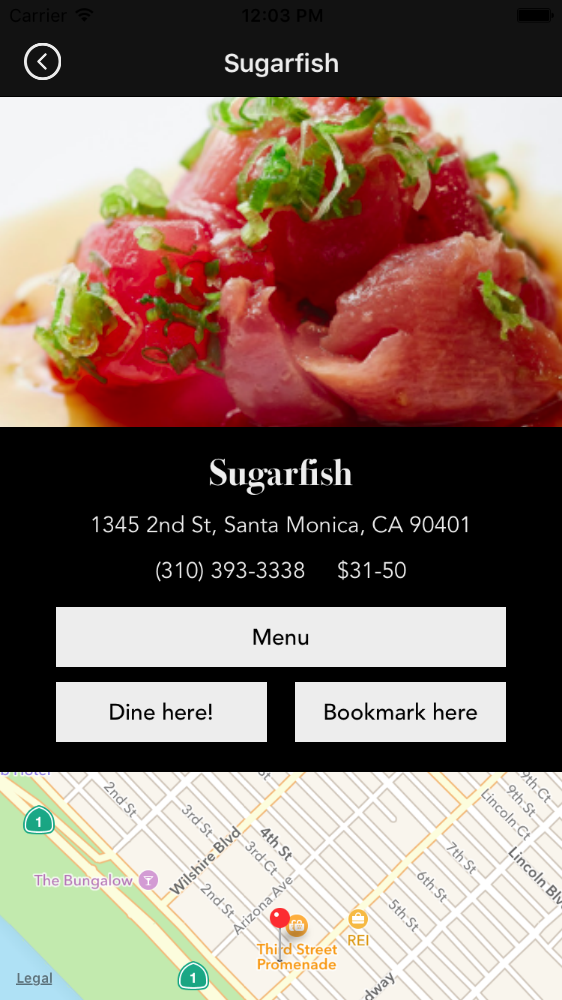 Carrier 12:03 PM
Sugarfish
Sugarfish
1345 2nd St, Santa Monica, CA 90401
(310) 393-3338 $31-50
Menu
Dine here! Bookmark here
9th Ct
2nd St
9th St
Lincoln Ct
1
3rd St
4th St
Wilshire Blvd
3rd Ct
7th St
Lincoln Blv
The Bungalow
2nd St
Arizona Ave
6th St
5th St
REI
Third Street
Promenade
Legal
1
dway